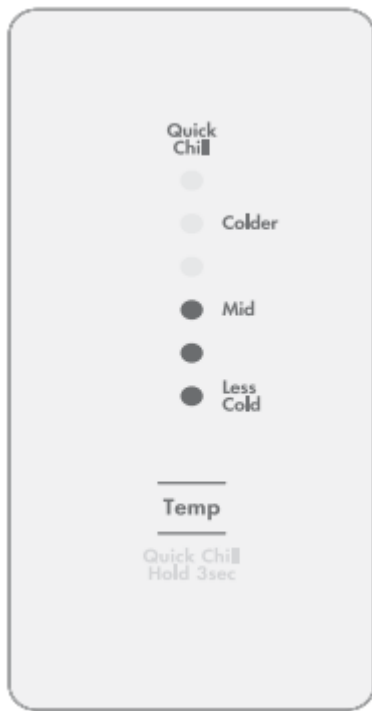 Quick
Chill
Colder
Mid
Less
Cold
Temp
Quick Chill
Hold 3sec